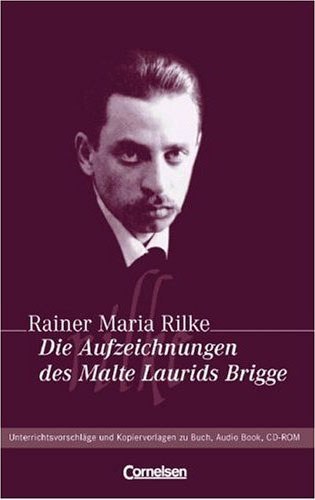 rilke
Rainer Maria Rilke
Die Aufzeichnungen
des Malte Laurids Brigge
Unterrichtsvorschläge und Kopiervorlagen zu Buch, Audio Book, CD-ROM
Cornelsen